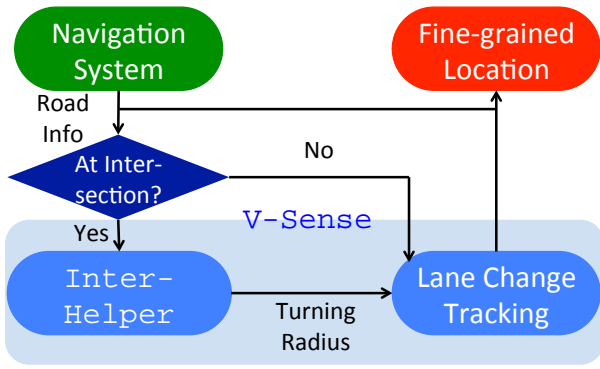 Navigation
System
Fine-grained
Location
Road
Info
At Inter-
section?
No
Yes
V-Sense
Inter-
Helper
Turning
Radius
Lane Change
Tracking